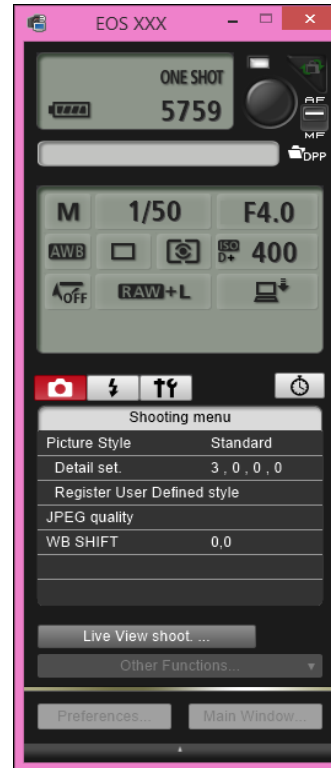 EOS XXX
ONE SHOT
5759
AF
MF
DPP
M 1/50 F4.0
AWB ISO D+ 400
OFF RAW+L
Shooting menu
Picture Style Standard
Detail set. 3 , 0 , 0 , 0
Register User Defined style
JPEG quality
WB SHIFT 0,0
Live View shoot. ...
Other Functions...
Preferences... Main Window...